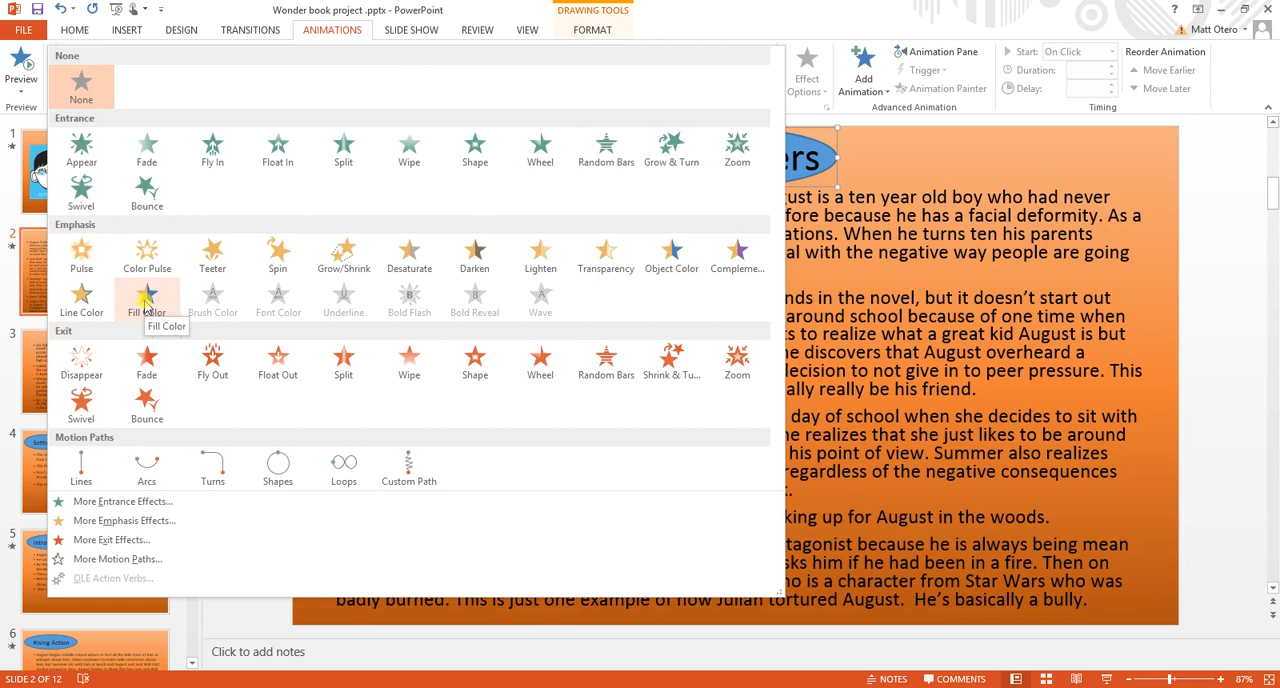 Wonder book project .pptx - PowerPoint
DRAWING TOOLS
FILE HOME INSERT DESIGN TRANSITIONS ANIMATIONS SLIDE SHOW REVIEW VIEW FORMAT
Matt Otero
Preview
Preview
None
None
Entrance
Appear Fade Fly In Float In Split Wipe Shape Wheel Random Bars Grow & Turn Zoom
Swivel Bounce
Emphasis
Pulse Color Pulse Teeter Spin Grow/Shrink Desaturate Darken Lighten Transparency Object Color Compleme...
Line Color Fill Color Brush Color Font Color Underline Bold Flash Bold Reveal Wave
Fill Color
Exit
Disappear Fade Fly Out Float Out Split Wipe Shape Wheel Random Bars Shrink & Tu... Zoom
Swivel Bounce
Motion Paths
Lines Arcs Turns Shapes Loops Custom Path
More Entrance Effects...
More Emphasis Effects...
More Exit Effects...
More Motion Paths...
OLE Action Verbs...
Effect Options
Add Animation
Animation Pane
Trigger
Animation Painter
Advanced Animation
Start: On Click
Duration:
Delay:
Timing
Reorder Animation
Move Earlier
Move Later
1
2
3
4
5
6
Rising Action
ers
ust is a ten year old boy who had never
fore because he has a facial deformity. As a
ations. When he turns ten his parents
al with the negative way people are going
nds in the novel, but it doesn't start out
around school because of one time when
ts to realize what a great kid August is but
he discovers that August overheard a
decision to not give in to peer pressure. This
ally really be his friend.
day of school when she decides to sit with
he realizes that she just likes to be around
his point of view. Summer also realizes
regardless of the negative consequences
k.
king up for August in the woods.
tagonist because he is always being mean
sks him if he had been in a fire. Then on
ho is a character from Star Wars who was
badly burned. This is just one example of how Julian tortured August. He's basically a bully.
Click to add notes
SLIDE 2 OF 12 NOTES COMMENTS 87%